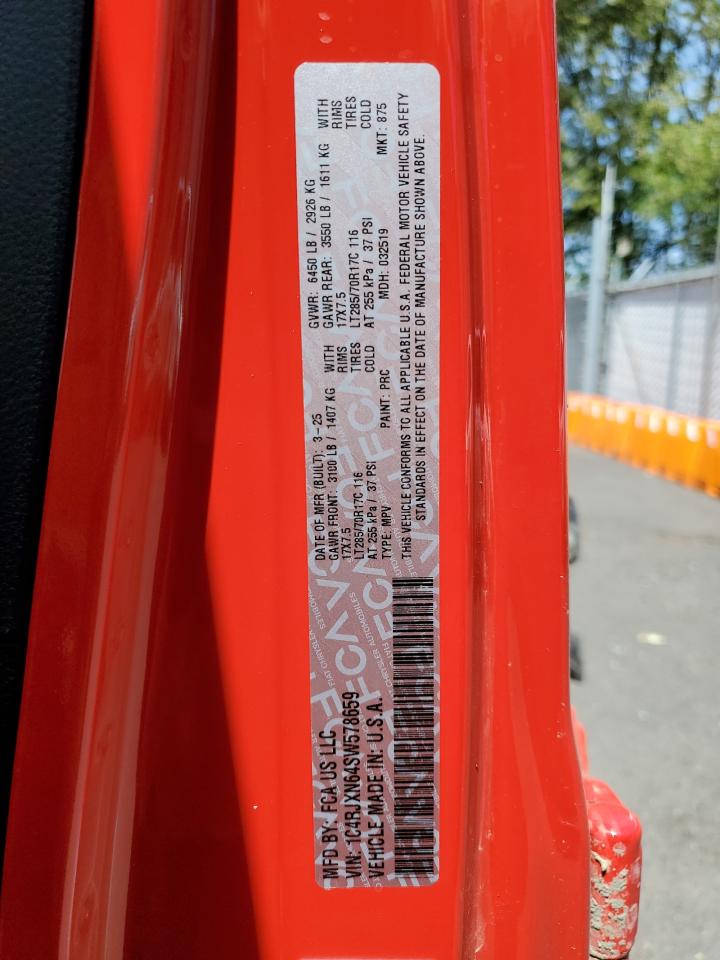 MFD BY: FCA US LLC
VIN: 1C4RJXN64SW578659
VEHICLE MADE IN: U.S.A.
DATE OF MFR (BUILT): 3-25 GVWR: 6450 LB / 2926 KG
GAWR FRONT: 3100 LB / 1407 KG WITH GAWR REAR: 3550 LB / 1611 KG WITH
17X7.5 RIMS 17X7.5 RIMS
LT285/70R17C 116 TIRES LT285/70R17C 116 TIRES
AT 255 kPa / 37 PSI COLD AT 255 kPa / 37 PSI COLD
TYPE: MPV PAINT: PRC MDH: 032519 MKT: 875
THIS VEHICLE CONFORMS TO ALL APPLICABLE U.S.A. FEDERAL MOTOR VEHICLE SAFETY
STANDARDS IN EFFECT ON THE DATE OF MANUFACTURE SHOWN ABOVE.
FCA
FIAT CHRYSLER AUTOMOBILES